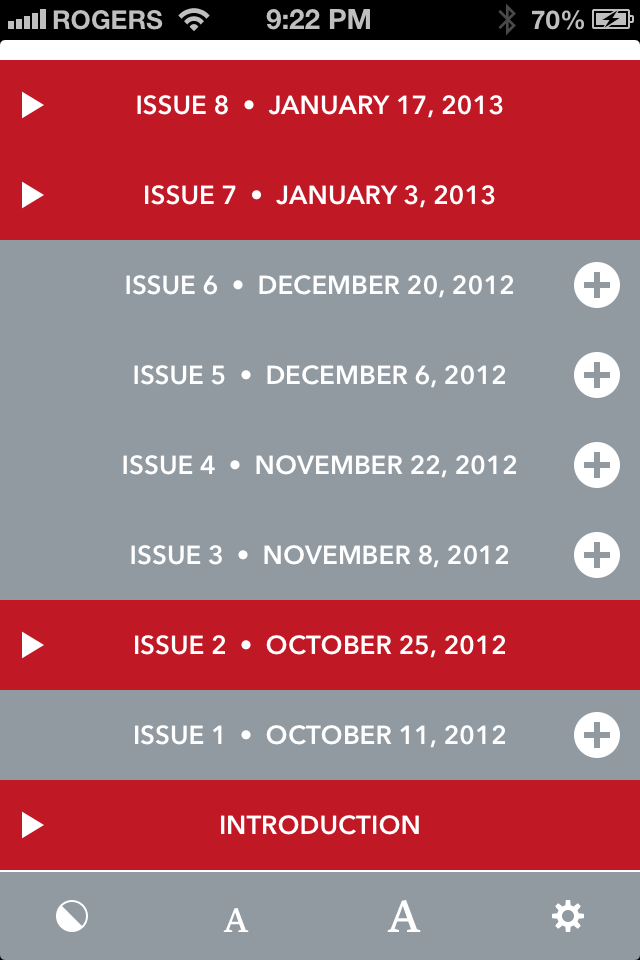 ROGERS 9:22 PM 70%
ISSUE 8 • JANUARY 17, 2013
ISSUE 7 • JANUARY 3, 2013
ISSUE 6 • DECEMBER 20, 2012
ISSUE 5 • DECEMBER 6, 2012
ISSUE 4 • NOVEMBER 22, 2012
ISSUE 3 • NOVEMBER 8, 2012
ISSUE 2 • OCTOBER 25, 2012
ISSUE 1 • OCTOBER 11, 2012
INTRODUCTION
A A